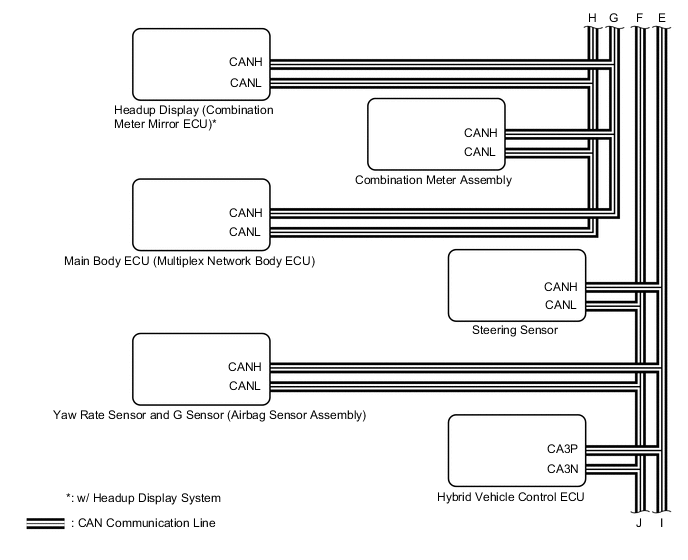 H G F E
CANH
CANL
Headup Display (Combination
Meter Mirror ECU)*
CANH
CANL
Combination Meter Assembly
CANH
CANL
Main Body ECU (Multiplex Network Body ECU)
CANH
CANL
Steering Sensor
CANH
CANL
Yaw Rate Sensor and G Sensor (Airbag Sensor Assembly)
CA3P
CA3N
Hybrid Vehicle Control ECU
*: w/ Headup Display System
: CAN Communication Line
J I